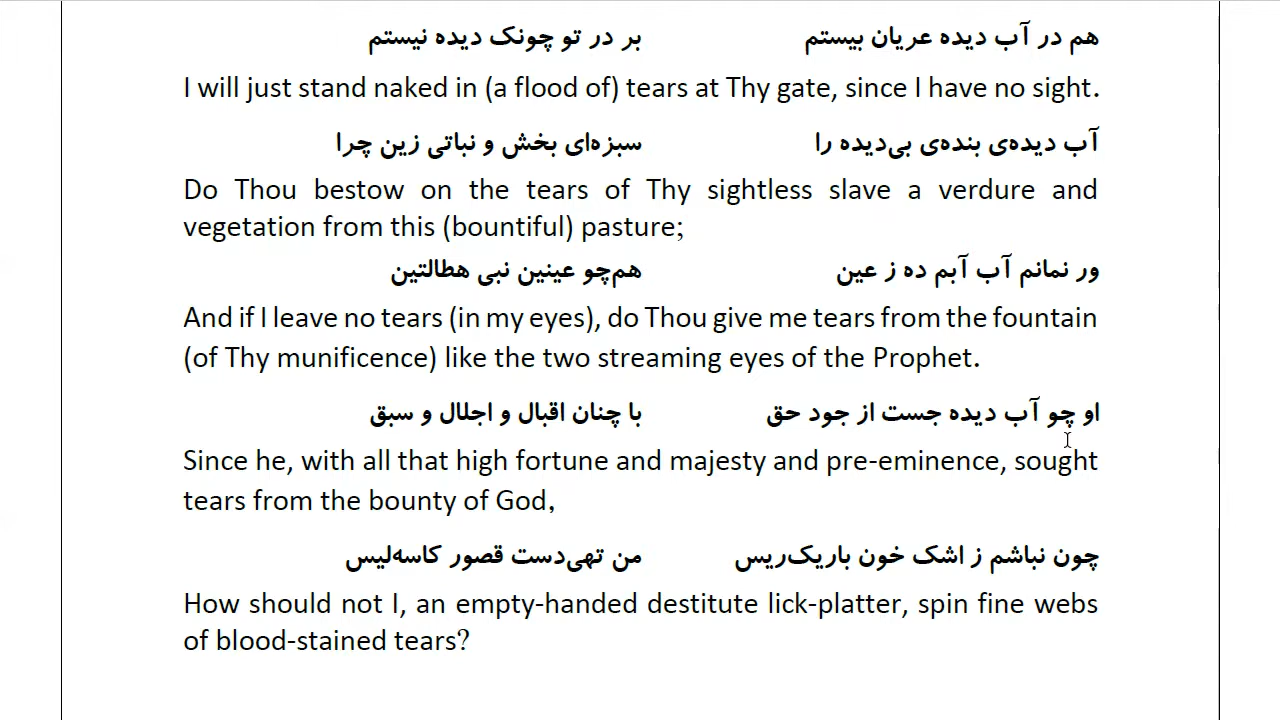 هم در آب دیده عریان بیستم بر در تو چونک دیده نیستم
I will just stand naked in (a flood of) tears at Thy gate, since I have no sight.
آب دیده‌ی بنده‌ی بی‌دیده را سبزه‌ای بخش و نباتی زین چرا
Do Thou bestow on the tears of Thy sightless slave a verdure and
vegetation from this (bountiful) pasture;
ور نمانم آب آبم ده ز عین هم‌چو عینین نبی هطالتین
And if I leave no tears (in my eyes), do Thou give me tears from the fountain
(of Thy munificence) like the two streaming eyes of the Prophet.
او چو آب دیده جست از جود حق با چنان اقبال و اجلال و سبق
Since he, with all that high fortune and majesty and pre-eminence, sought
tears from the bounty of God,
چون نباشم ز اشک خون باریک‌ریس من تهی‌دست قصور کاسه‌لیس
How should not I, an empty-handed destitute lick-platter, spin fine webs
of blood-stained tears?